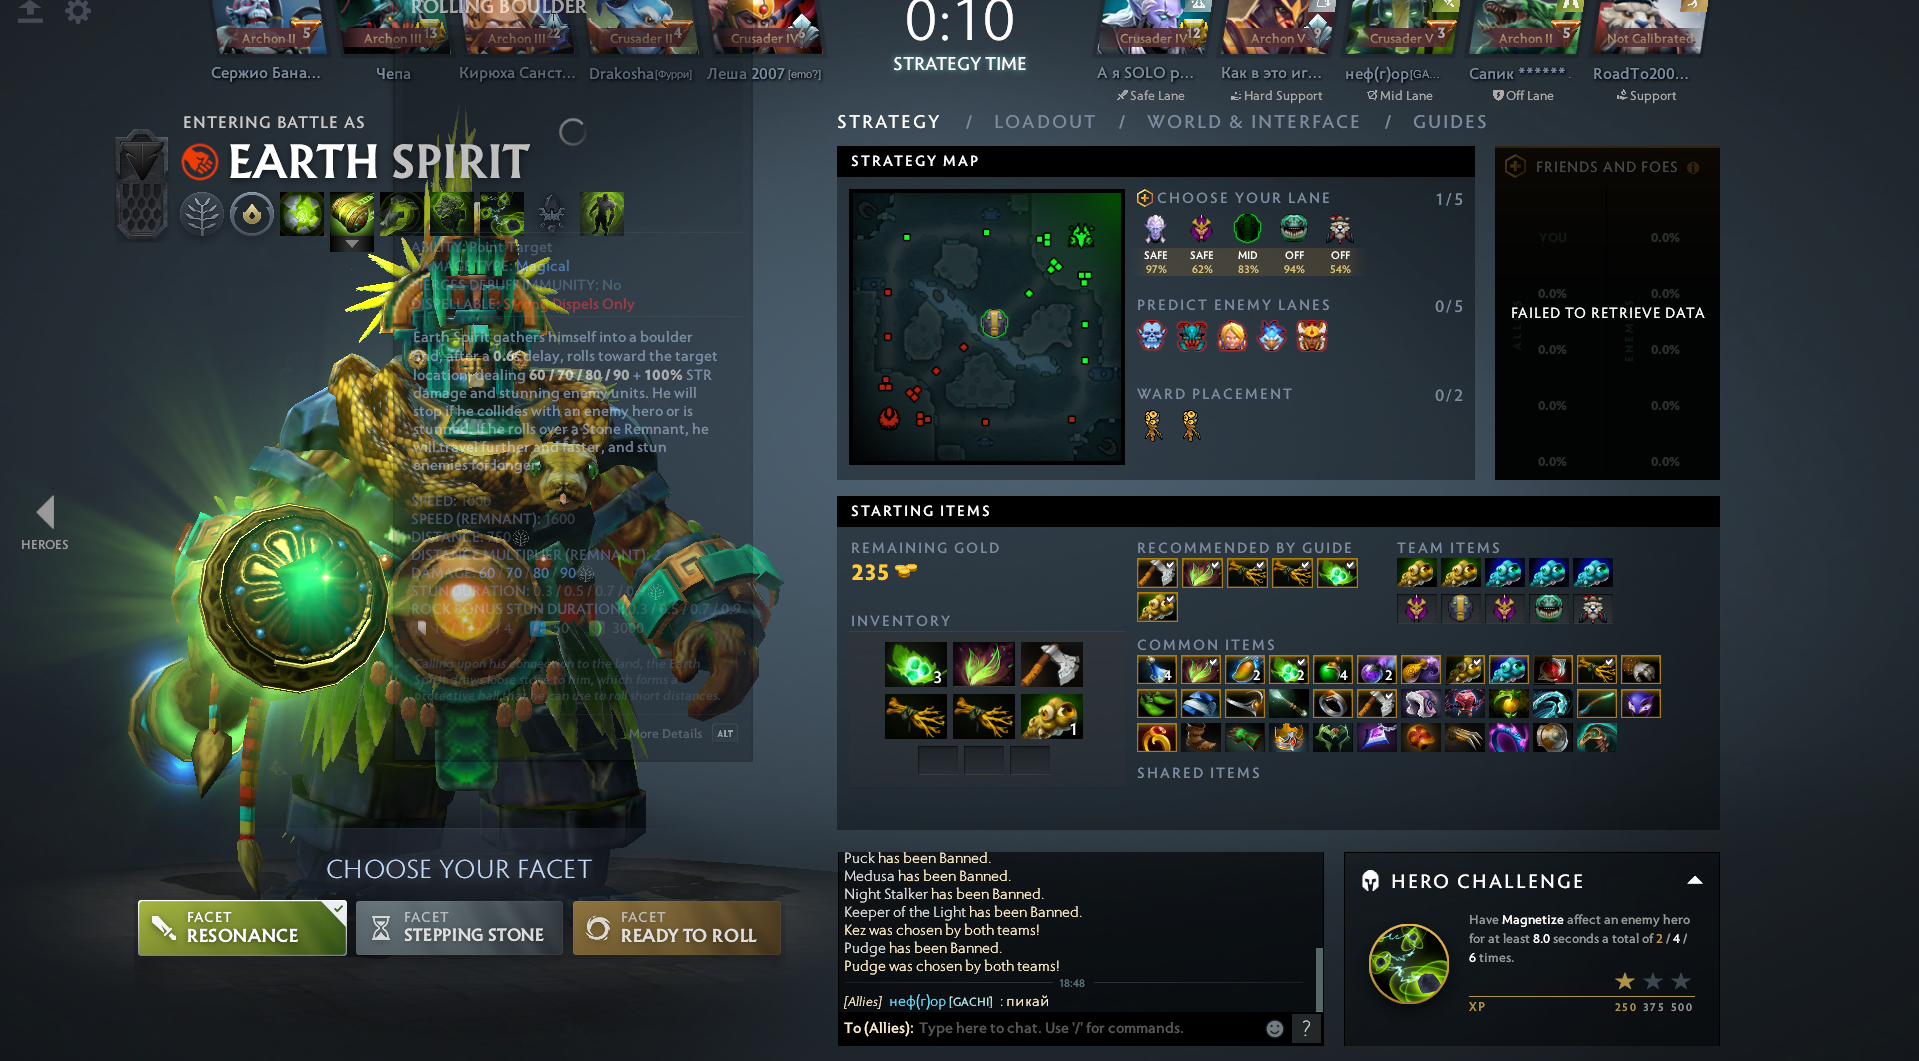 ROLLING BOULDER
0:10
STRATEGY TIME
Archon II 5
Archon III 13
Archon III 22
Crusader II 4
Crusader IV
Crusader IV 12
Archon V 9
Crusader V 3
Archon II 5
Not Calibrated
Сержио Бана...
Чепа
Кирюха Санст...
Drakosha [Фурри]
Леша 2007 [emo?]
А я SOLO р...
Как в это иг...
неф(г)ор [GA...
Сапик ****** .
RoadTo200...
Safe Lane
Hard Support
Mid Lane
Off Lane
Support
ENTERING BATTLE AS
EARTH SPIRIT
STRATEGY / LOADOUT / WORLD & INTERFACE / GUIDES
ABILITY: Point Target
DAMAGE TYPE: Magical
PIERCES DEBUFF IMMUNITY: No
DISPELLABLE: Strong Dispels Only
Earth Spirit gathers himself into a boulder
and, after a 0.6s delay, rolls toward the target
location, dealing 60 / 70 / 80 / 90 + 100% STR
damage and stunning enemy units. He will
stop if he collides with an enemy hero or is
stunned. If he rolls over a Stone Remnant, he
will travel further and faster, and stun
enemies for longer.
SPEED: 1000
SPEED (REMNANT): 1600
DISTANCE: 750
DISTANCE MULTIPLIER (REMNANT): 2
DAMAGE: 60 / 70 / 80 / 90
STUN DURATION: 0.3 / 0.5 / 0.7 /
ROCK BONUS STUN DURATION: 0.3 / 0.5 / 0.7 / 0.9
Calling upon his connection to the land, the Earth
Spirit draws loose stone to him, which forms a
protective ball that he can use to roll short distances.
More Details ALT
HEROES
STRATEGY MAP
CHOOSE YOUR LANE 1/5
SAFE SAFE MID OFF OFF
97% 62% 83% 94% 54%
PREDICT ENEMY LANES 0/5
WARD PLACEMENT 0/2
FRIENDS AND FOES
YOU 0.0%
0.0% 0.0%
FAILED TO RETRIEVE DATA
0.0% 0.0%
0.0% 0.0%
0.0% 0.0%
STARTING ITEMS
REMAINING GOLD
235
INVENTORY
3
1
RECOMMENDED BY GUIDE
TEAM ITEMS
COMMON ITEMS
4 2 2 4 2
SHARED ITEMS
CHOOSE YOUR FACET
FACET
RESONANCE
FACET
STEPPING STONE
FACET
READY TO ROLL
Puck has been Banned.
Medusa has been Banned.
Night Stalker has been Banned.
Keeper of the Light has been Banned.
Kez was chosen by both teams!
Pudge has been Banned.
Pudge was chosen by both teams!
18:48
[Allies] неф(г)ор [GACHI] : пикай
To (Allies): Type here to chat. Use '/' for commands.
?
HERO CHALLENGE
Have Magnetize affect an enemy hero
for at least 8.0 seconds a total of 2 / 4 /
6 times.
XP 250 375 500